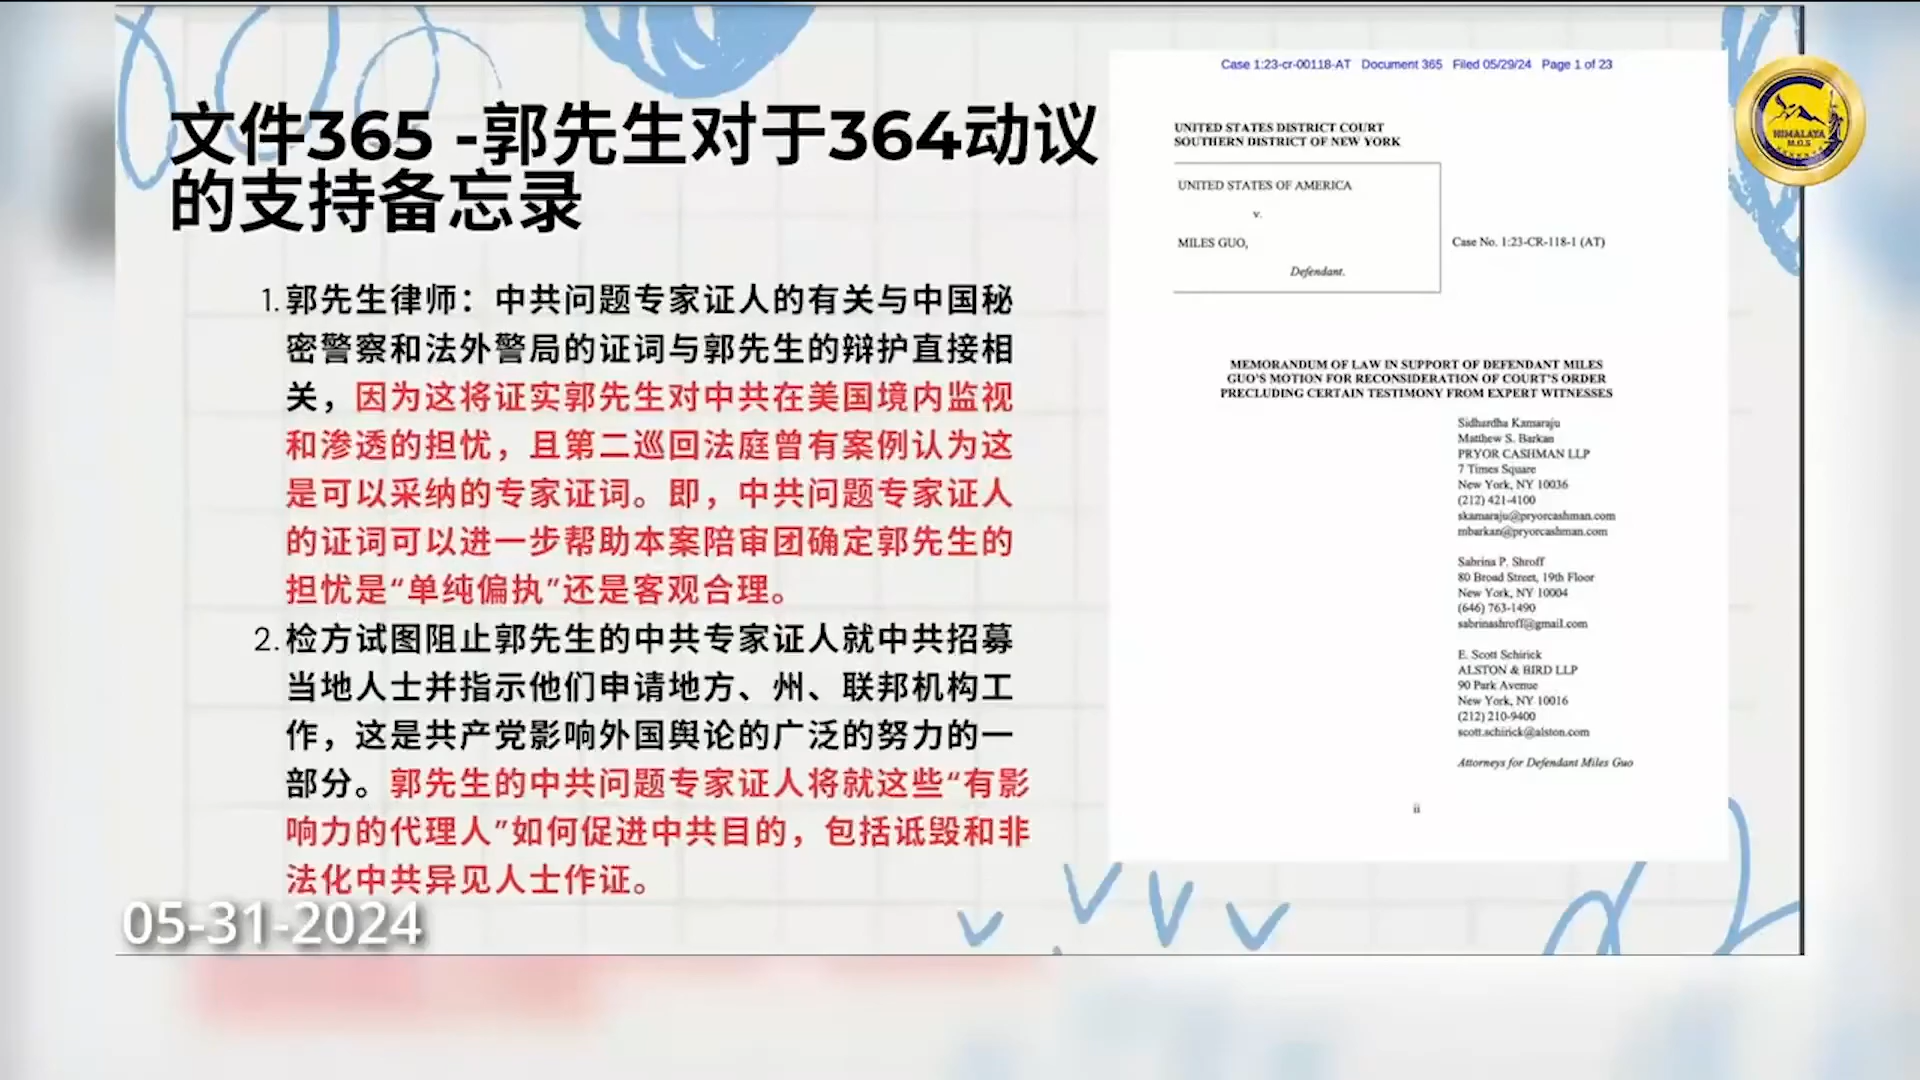 文件365 -郭先生对于364动议
的支持备忘录
1. 郭先生律师：中共问题专家证人的有关与中国秘
密警察和法外警局的证词与郭先生的辩护直接相
关，因为这将证实郭先生对中共在美国境内监视
和渗透的担忧，且第二巡回法庭曾有案例认为这
是可以采纳的专家证词。即，中共问题专家证人
的证词可以进一步帮助本案陪审团确定郭先生的
担忧是“单纯偏执”还是客观合理。
2. 检方试图阻止郭先生的中共专家证人就中共招募
当地人士并指示他们申请地方、州、联邦机构工
作，这是共产党影响外国舆论的广泛的努力的一
部分。郭先生的中共问题专家证人将就这些“有影
响力的代理人”如何促进中共目的，包括诋毁和非
法化中共异见人士作证。
05-31-2024
Case 1:23-cr-00118-AT Document 365 Filed 05/29/24 Page 1 of 23
UNITED STATES DISTRICT COURT
SOUTHERN DISTRICT OF NEW YORK
UNITED STATES OF AMERICA
v.
MILES GUO,
Defendant.
Case No. 1:23-CR-118-1 (AT)
MEMORANDUM OF LAW IN SUPPORT OF DEFENDANT MILES
GUO'S MOTION FOR RECONSIDERATION OF COURT'S ORDER
PRECLUDING CERTAIN TESTIMONY FROM EXPERT WITNESSES
Sidhardha Kamaraju
Matthew S. Barkan
PRYOR CASHMAN LLP
7 Times Square
New York, NY 10036
(212) 421-4100
skamaraju@pryorcashman.com
mbarkan@pryorcashman.com
Sabrina P. Shroff
80 Broad Street, 19th Floor
New York, NY 10004
(646) 763-1490
sabrinashroff@gmail.com
E. Scott Schirick
ALSTON & BIRD LLP
90 Park Avenue
New York, NY 10016
(212) 210-9400
scott.schirick@alston.com
Attorneys for Defendant Miles Guo
ii
HIMALAYA
M.O.S